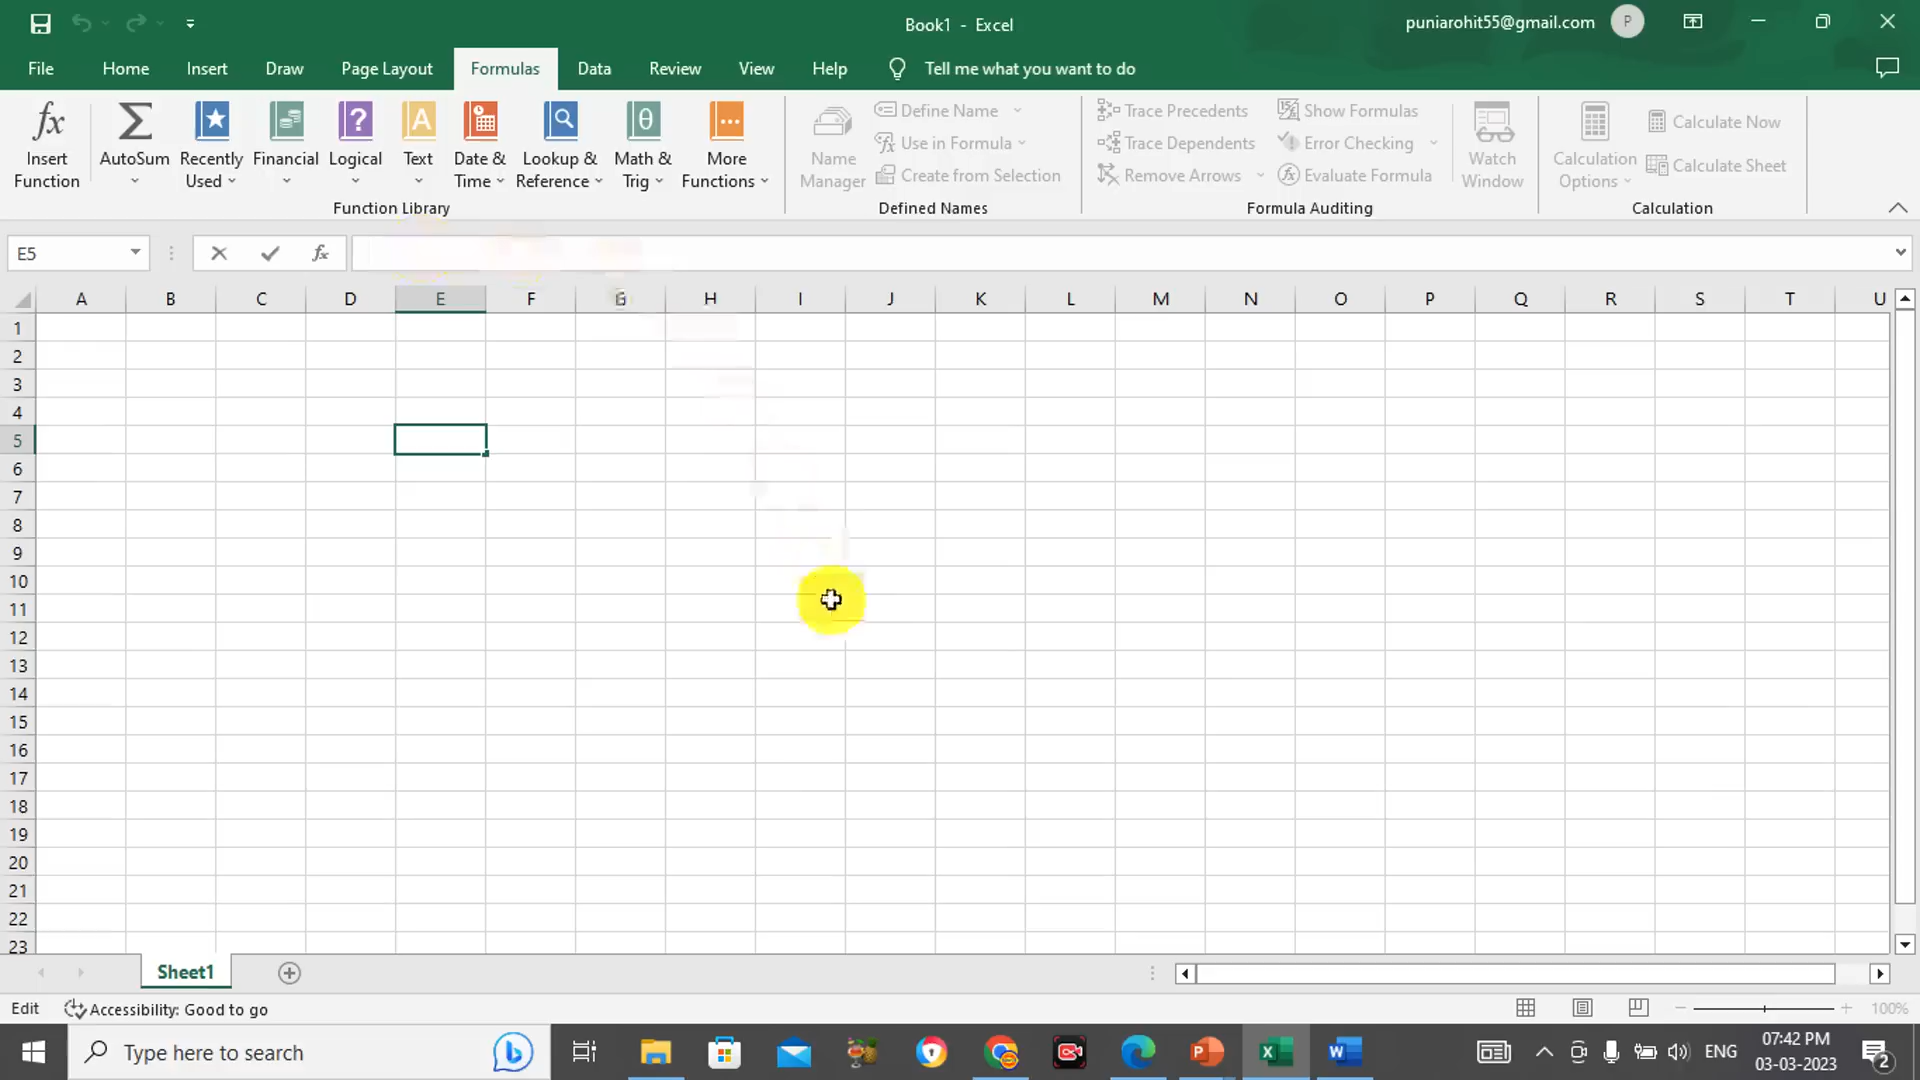 Book1 - Excel
puniarohit55@gmail.com
P
File Home Insert Draw Page Layout Formulas Data Review View Help Tell me what you want to do
Insert Function
AutoSum
Recently Used
Financial
Logical
Text
Date & Time
Lookup & Reference
Math & Trig
More Functions
Function Library
Name Manager
Define Name
Use in Formula
Create from Selection
Defined Names
Trace Precedents
Trace Dependents
Remove Arrows
Show Formulas
Error Checking
Evaluate Formula
Formula Auditing
Watch Window
Calculation Options
Calculate Now
Calculate Sheet
Calculation
E5
fx
A B C D E F G H I J K L M N O P Q R S T U
1
2
3
4
5
6
7
8
9
10
11
12
13
14
15
16
17
18
19
20
21
22
23
Sheet1
Edit Accessibility: Good to go 100%
Type here to search
ENG
07:42 PM
03-03-2023
2